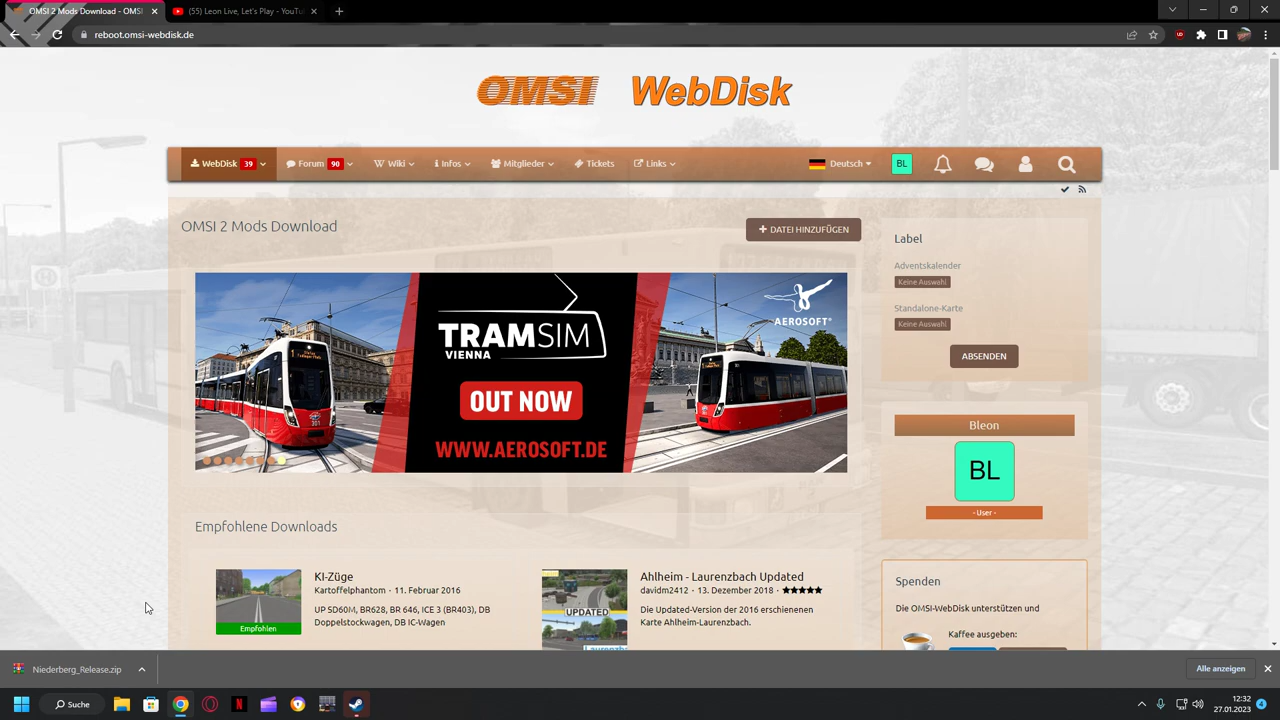 OMSI 2 Mods Download - OMSI
(55) Leon Live, Let's Play - YouTu
reboot.omsi-webdisk.de
OMSI WebDisk
WebDisk 39
Forum 90
Wiki
Infos
Mitglieder
Tickets
Links
Deutsch
BL
OMSI 2 Mods Download
DATEI HINZUFÜGEN
TRAMSIM
VIENNA
OUT NOW
WWW.AEROSOFT.DE
AEROSOFT®
301
Label
Adventskalender
Keine Auswahl
Standalone-Karte
Keine Auswahl
ABSENDEN
Bleon
BL
- User -
Empfohlene Downloads
KI-Züge
Kartoffelphantom · 11. Februar 2016
UP SD60M, BR628, BR 646, ICE 3 (BR403), DB
Doppelstockwagen, DB IC-Wagen
Empfohlen
Ahlheim - Laurenzbach Updated
davidm2412 · 13. Dezember 2018 ·
Die Updated-Version der 2016 erschienenen
Karte Ahlheim-Laurenzbach.
UPDATED
Spenden
Die OMSI-WebDisk unterstützen und
Kaffee ausgeben:
Niederberg_Release.zip
Alle anzeigen
Suche
12:32
27.01.2023
4